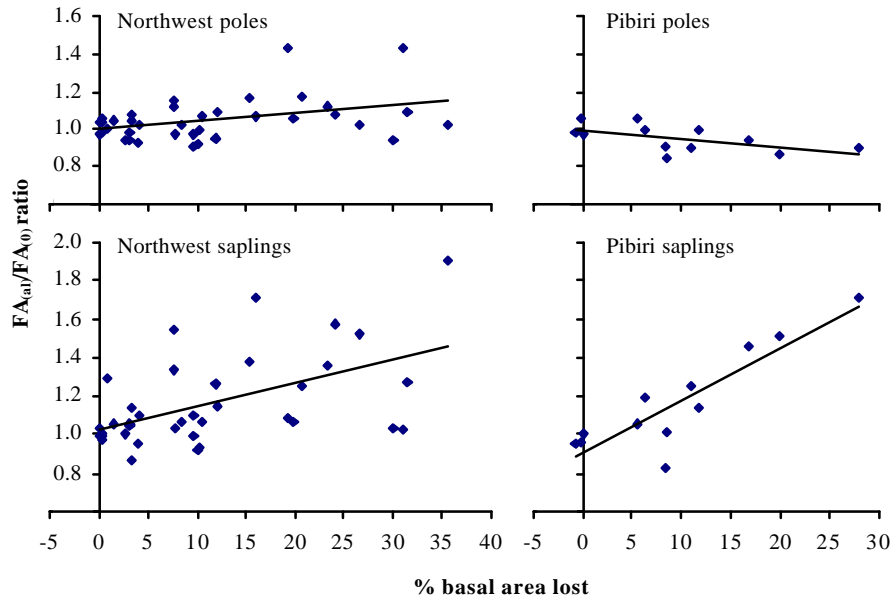 Northwest poles
Pibiri poles
1.6
1.4
1.2
1.0
0.8
FA(al)/FA(0) ratio
Northwest saplings
Pibiri saplings
2.0
1.8
1.6
1.4
1.2
1.0
0.8
-5 0 5 10 15 20 25 30 35 40
-5 0 5 10 15 20 25 30
% basal area lost